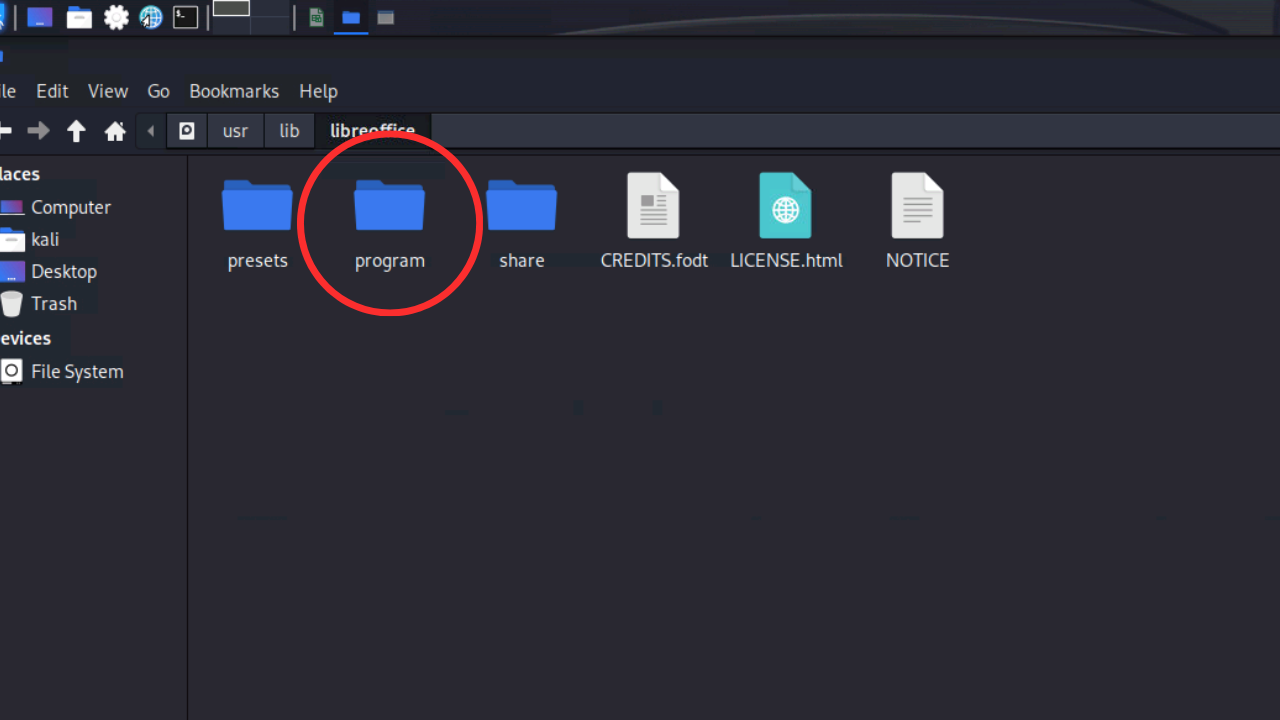 ile Edit View Go Bookmarks Help
usr lib libreoffice
laces
Computer
kali
Desktop
Trash
evices
File System
presets program share CREDITS.fodt LICENSE.html NOTICE